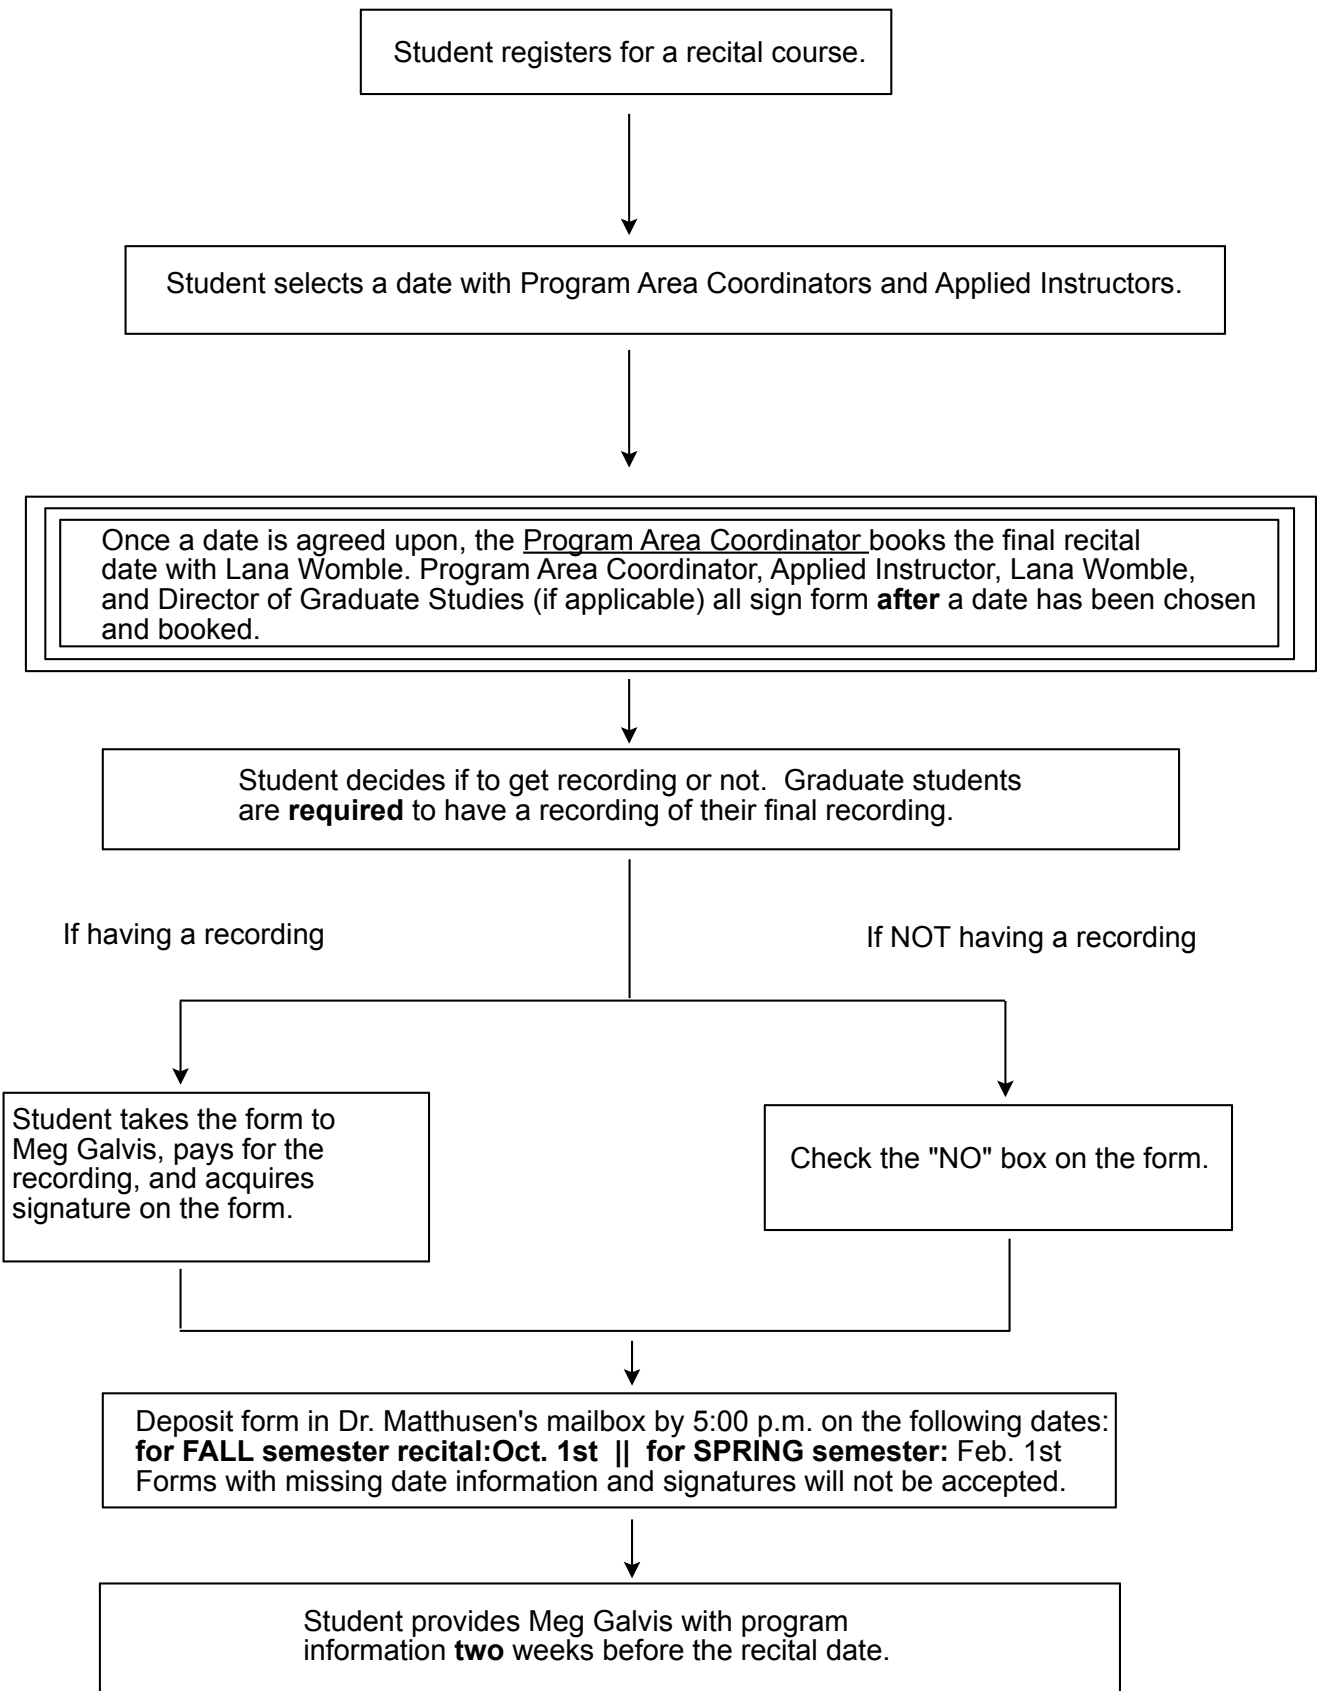 Student registers for a recital course.
Student selects a date with Program Area Coordinators and Applied Instructors.
Once a date is agreed upon, the Program Area Coordinator books the final recital
date with Lana Womble. Program Area Coordinator, Applied Instructor, Lana Womble,
and Director of Graduate Studies (if applicable) all sign form after a date has been chosen
and booked.
Student decides if to get recording or not.  Graduate students
are required to have a recording of their final recording.
If having a recording
If NOT having a recording
Student takes the form to
Meg Galvis, pays for the
recording, and acquires
signature on the form.
Check the "NO" box on the form.
Deposit form in Dr. Matthusen's mailbox by 5:00 p.m. on the following dates:
for FALL semester recital:Oct. 1st  ||  for SPRING semester: Feb. 1st
Forms with missing date information and signatures will not be accepted.
Student provides Meg Galvis with program
information two weeks before the recital date.